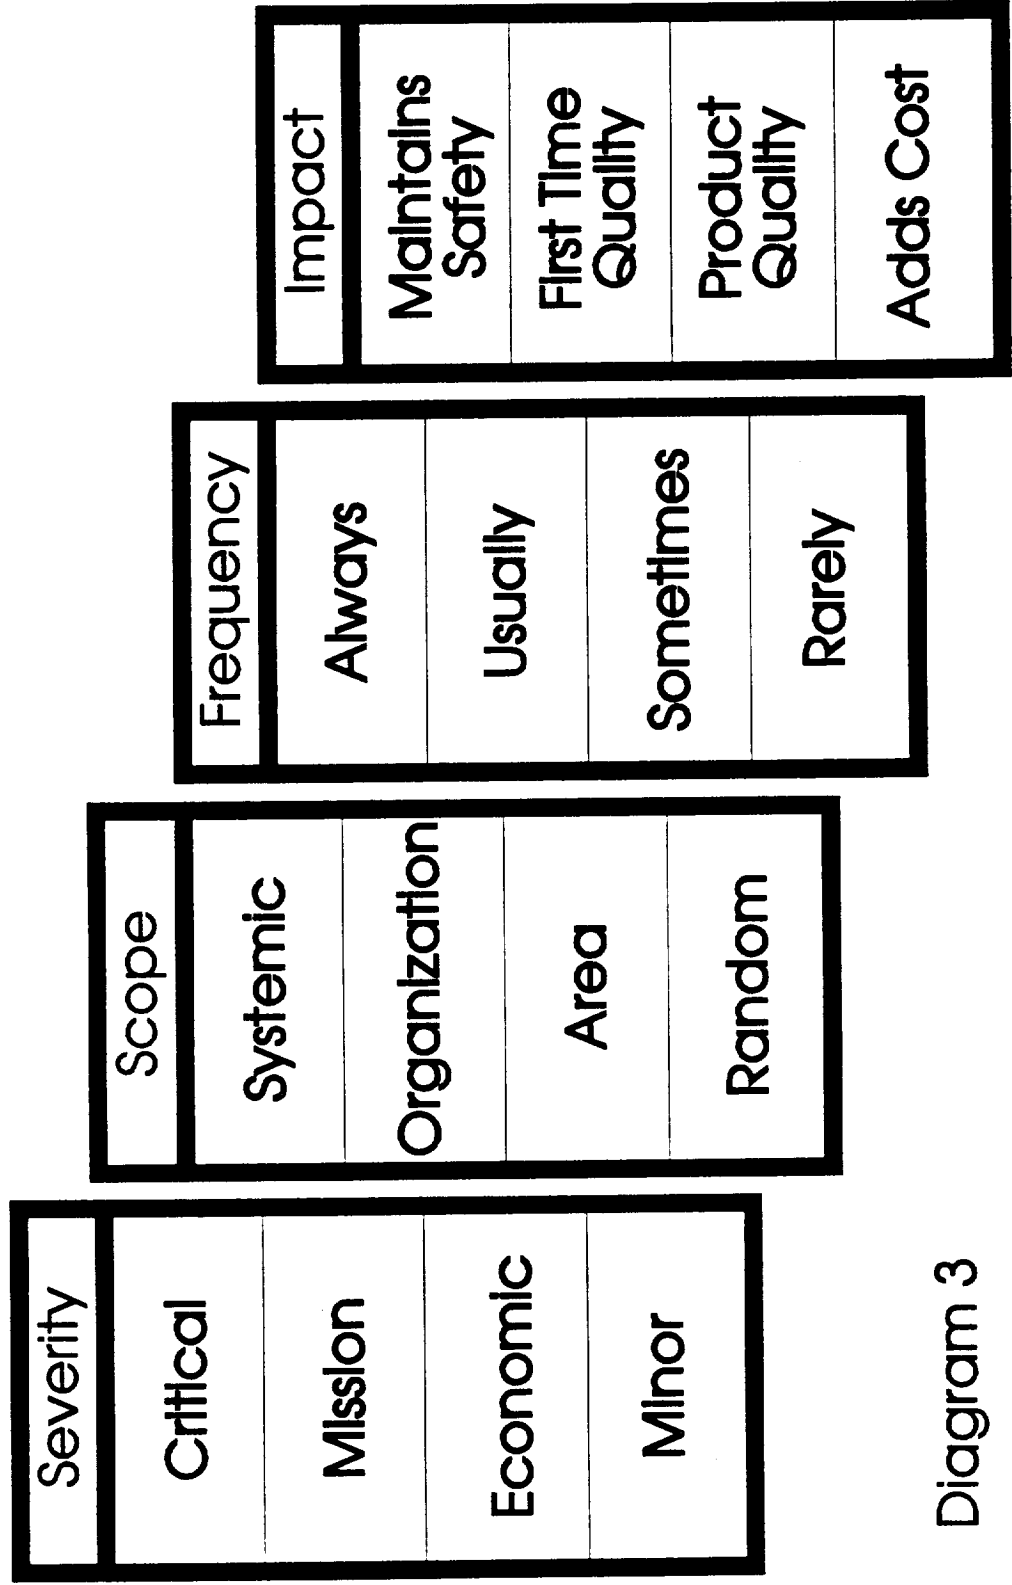 Severity
Critical
Mission
Economic
Minor
Scope
Systemic
Organization
Area
Random
Frequency
Always
Usually
Sometimes
Rarely
Impact
Maintains
Safety
First Time
Quality
Product
Quality
Adds Cost
Diagram 3